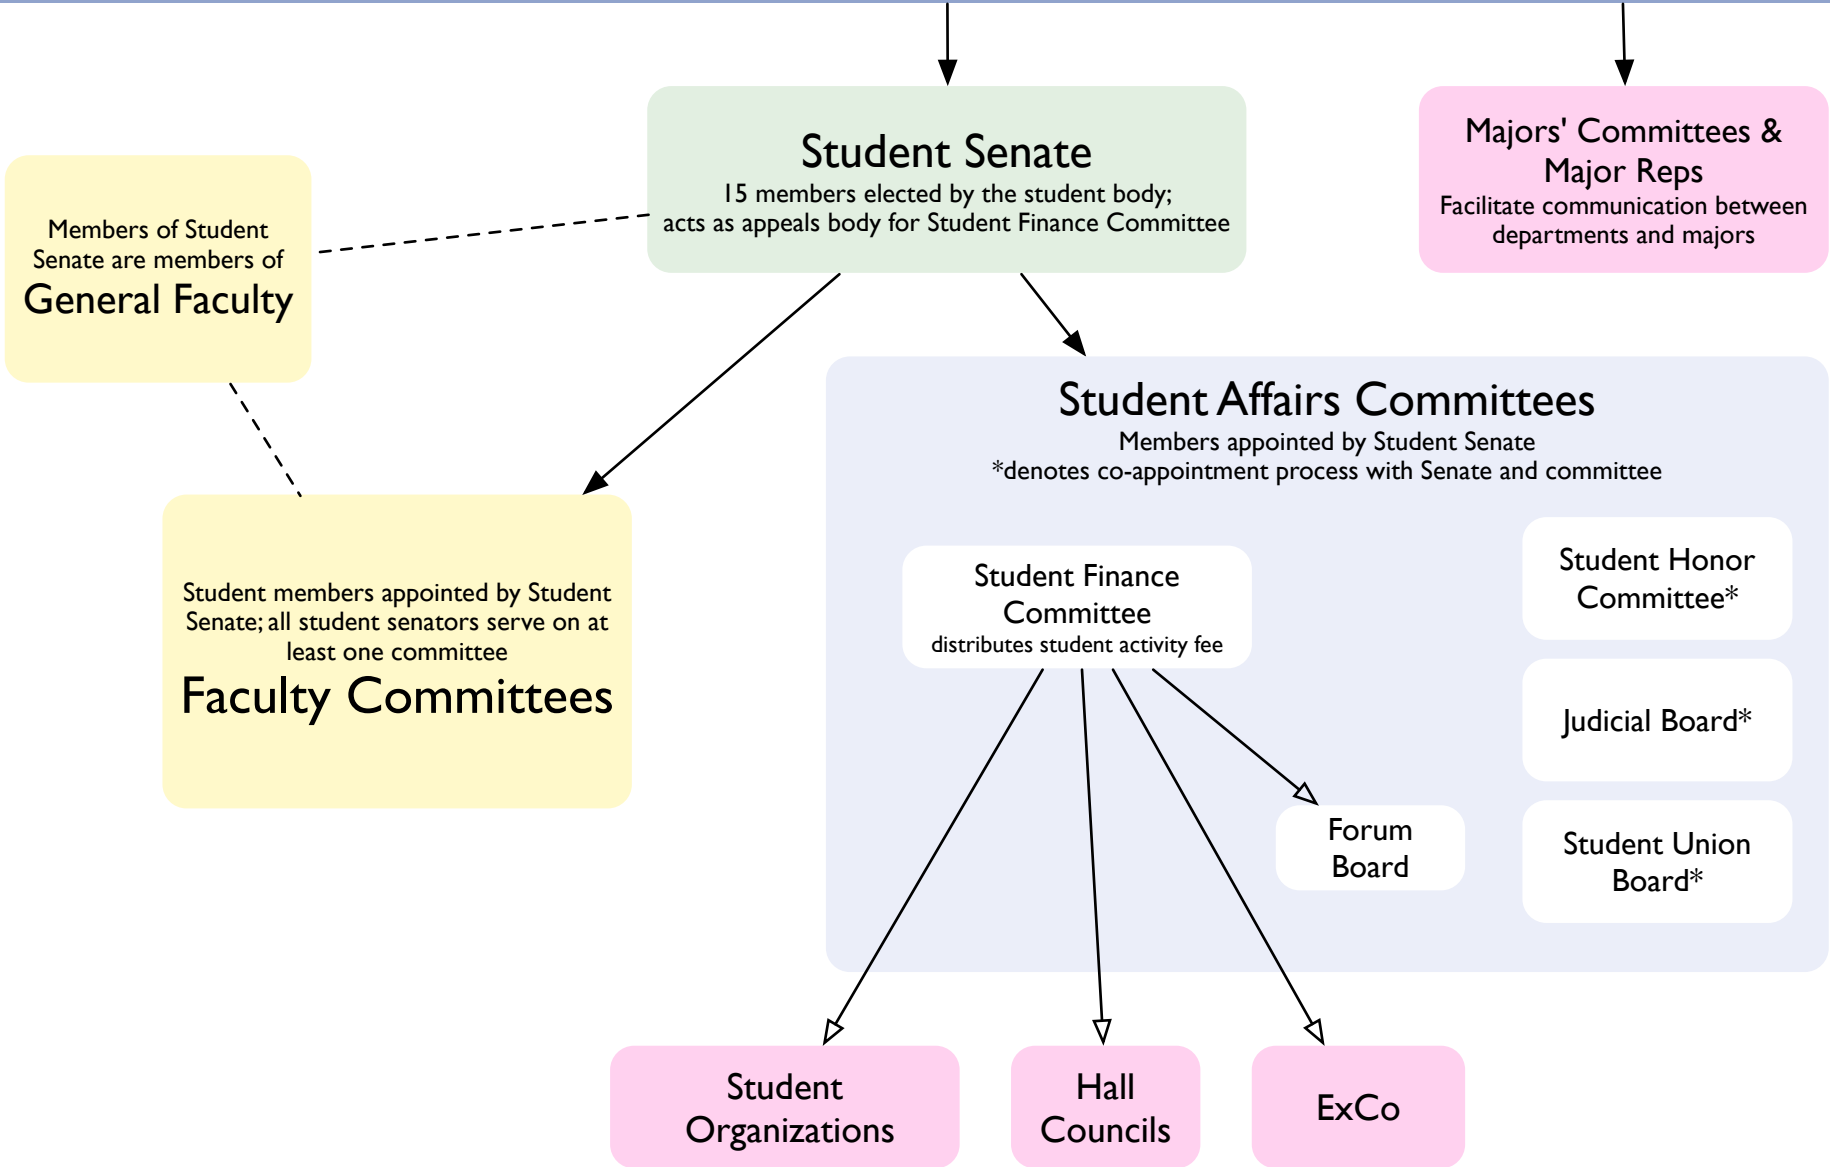 Student Senate
15 members elected by the student body;
acts as appeals body for Student Finance Committee
Majors' Committees &
Major Reps
Facilitate communication between
departments and majors
Members of Student
Senate are members of
General Faculty
Student Affairs Committees
Members appointed by Student Senate
*denotes co-appointment process with Senate and committee
Student members appointed by Student
Senate; all student senators serve on at
least one committee
Faculty Committees
Student Finance
Committee
distributes student activity fee
Student Honor
Committee*
Judicial Board*
Forum
Board
Student Union
Board*
Student
Organizations
Hall
Councils
ExCo